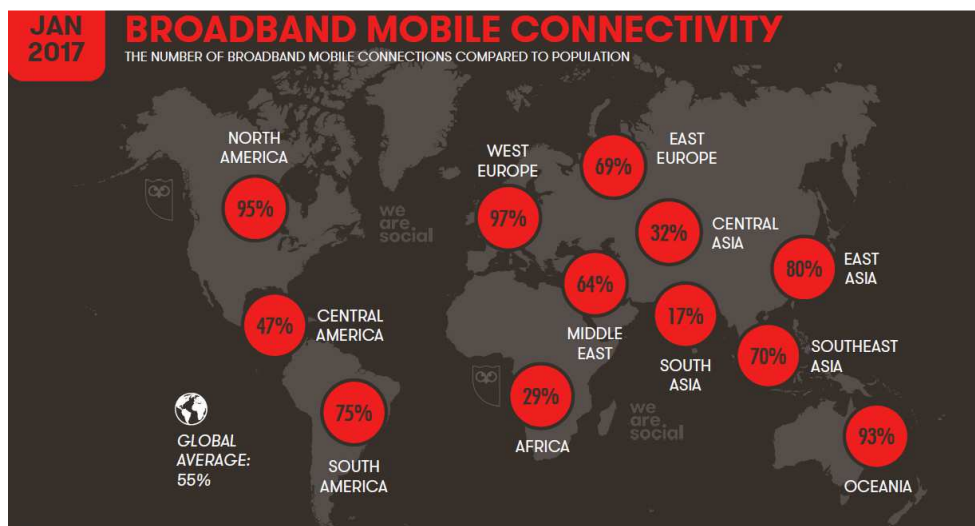 JAN
2017
BROADBAND MOBILE CONNECTIVITY
THE NUMBER OF BROADBAND MOBILE CONNECTIONS COMPARED TO POPULATION
NORTH
AMERICA
95%
WEST
EUROPE
97%
EAST
EUROPE
69%
we
are
social
32%
CENTRAL
ASIA
80%
EAST
ASIA
64%
MIDDLE
EAST
17%
SOUTH
ASIA
47%
CENTRAL
AMERICA
70%
SOUTHEAST
ASIA
75%
SOUTH
AMERICA
29%
AFRICA
we
are
social
93%
OCEANIA
GLOBAL
AVERAGE:
55%